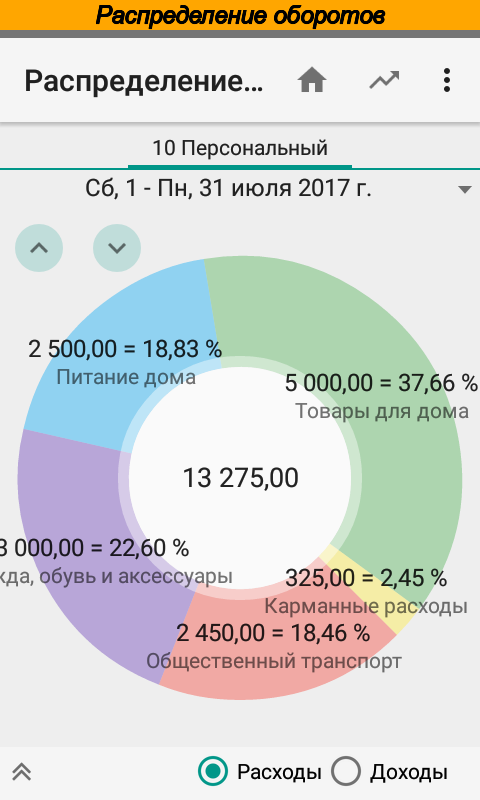 Распределение оборотов
Распределение...
10 Персональный
Сб, 1 - Пн, 31 июля 2017 г.
2 500,00 = 18,83 %
Питание дома
5 000,00 = 37,66 %
Товары для дома
13 275,00
000,00 = 22,60 %
обувь и аксессуары
325,00 = 2,45 %
Карманные расходы
2 450,00 = 18,46 %
Общественный транспорт
Расходы
Доходы